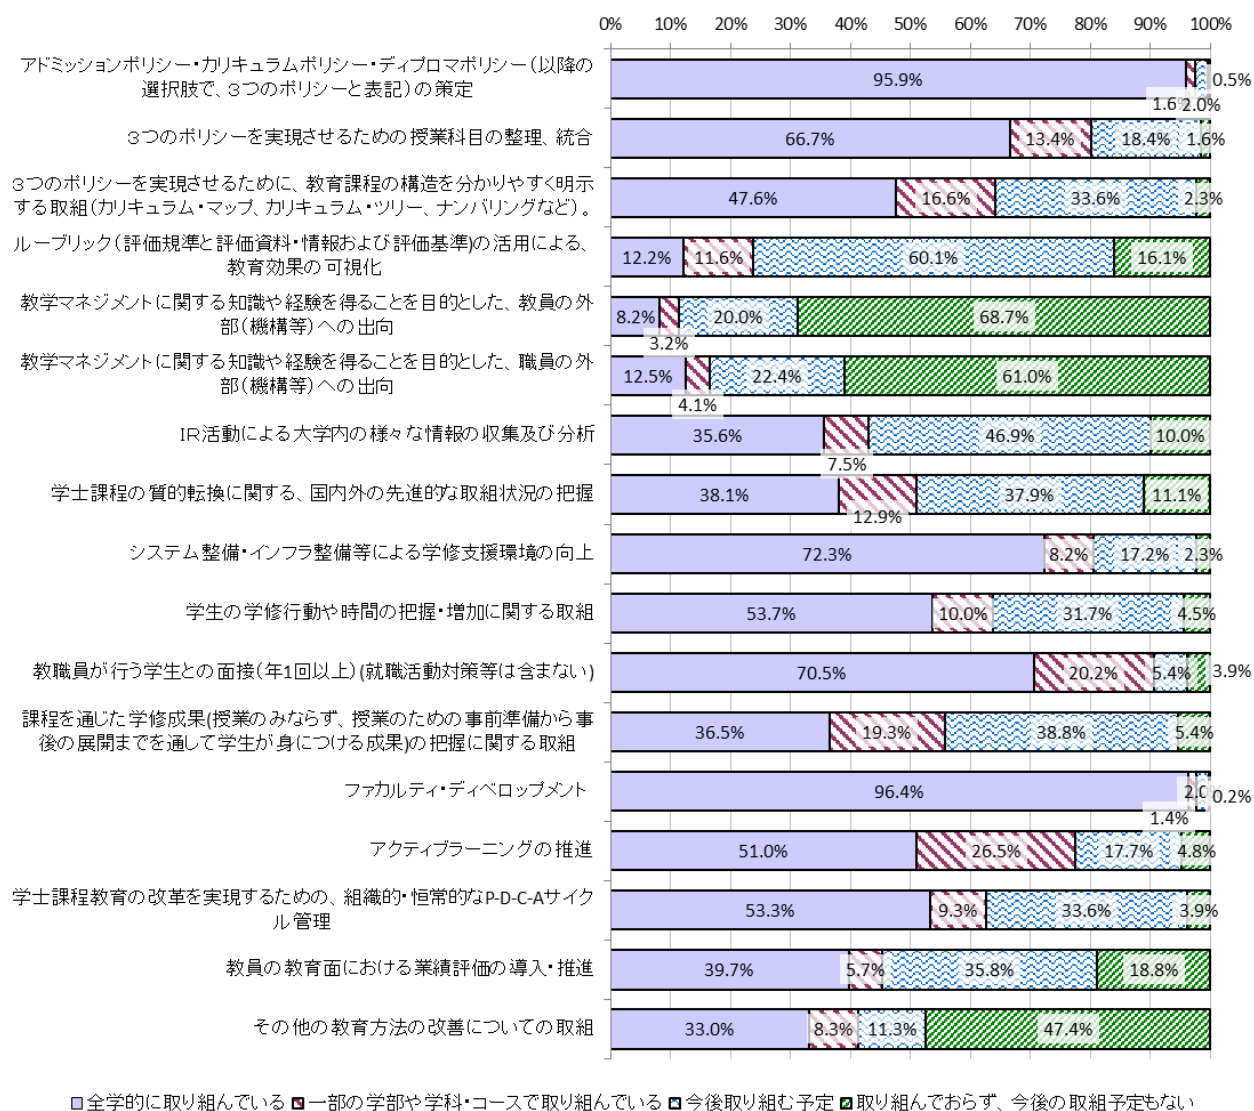 0% 10% 20% 30% 40% 50% 60% 70% 80% 90% 100%
アドミッションポリシー・カリキュラムポリシー・ディプロマポリシー(以降の
選択肢で、3つのポリシーと表記)の策定
95.9% 1.6% 2.0% 0.5%
3つのポリシーを実現させるための授業科目の整理、統合
66.7% 13.4% 18.4% 1.6%
3つのポリシーを実現させるために、教育課程の構造を分かりやすく明示
する取組(カリキュラム・マップ、カリキュラム・ツリー、ナンバリングなど)。
47.6% 16.6% 33.6% 2.3%
ルーブリック(評価規準と評価資料・情報および評価基準)の活用による、
教育効果の可視化
12.2% 11.6% 60.1% 16.1%
教学マネジメントに関する知識や経験を得ることを目的とした、教員の外
部(機構等)への出向
8.2% 3.2% 20.0% 68.7%
教学マネジメントに関する知識や経験を得ることを目的とした、職員の外
部(機構等)への出向
12.5% 4.1% 22.4% 61.0%
IR活動による大学内の様々な情報の収集及び分析
35.6% 7.5% 46.9% 10.0%
学士課程の質的転換に関する、国内外の先進的な取組状況の把握
38.1% 12.9% 37.9% 11.1%
システム整備・インフラ整備等による学修支援環境の向上
72.3% 8.2% 17.2% 2.3%
学生の学修行動や時間の把握・増加に関する取組
53.7% 10.0% 31.7% 4.5%
教職員が行う学生との面接(年1回以上)(就職活動対策等は含まない)
70.5% 20.2% 5.4% 3.9%
課程を通じた学修成果(授業のみならず、授業のための事前準備から事
後の展開までを通して学生が身につける成果)の把握に関する取組
36.5% 19.3% 38.8% 5.4%
ファカルティ・ディベロップメント
96.4% 1.4% 2.0% 0.2%
アクティブラーニングの推進
51.0% 26.5% 17.7% 4.8%
学士課程教育の改革を実現するための、組織的・恒常的なP-D-C-Aサイク
ル管理
53.3% 9.3% 33.6% 3.9%
教員の教育面における業績評価の導入・推進
39.7% 5.7% 35.8% 18.8%
その他の教育方法の改善についての取組
33.0% 8.3% 11.3% 47.4%
全学的に取り組んでいる 一部の学部や学科・コースで取り組んでいる 今後取り組む予定 取り組んでおらず、今後の取組予定もない